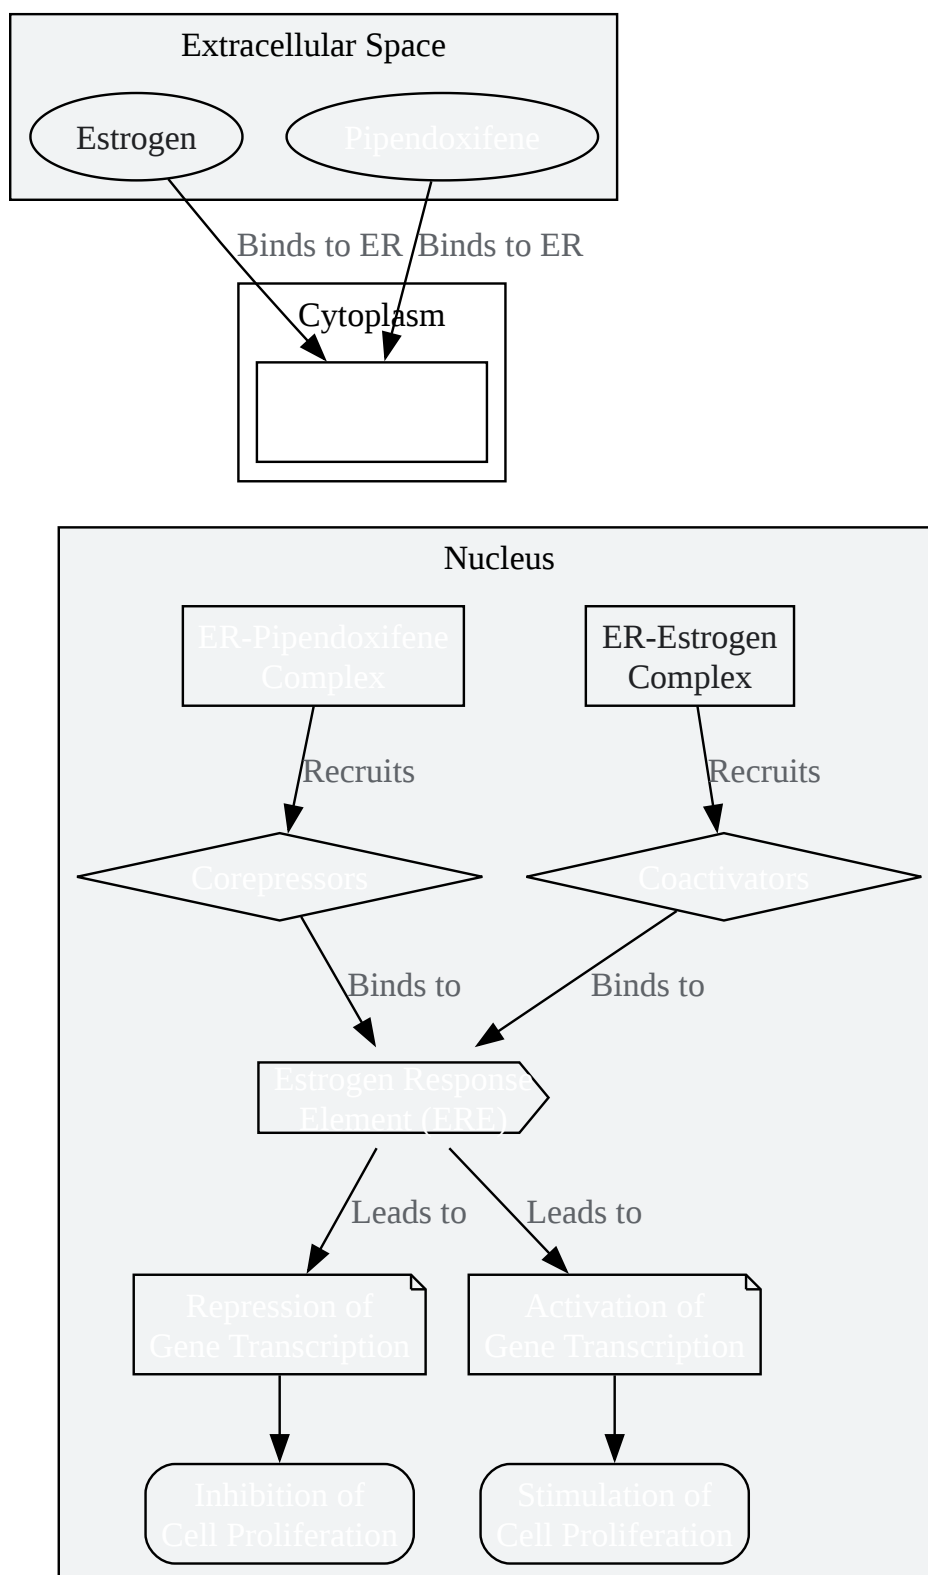 Extracellular Space
Estrogen
Pipendoxifene
Binds to ER
Binds to ER
Cytoplasm
Nucleus
ER-Pipendoxifene
Complex
ER-Estrogen
Complex
Recruits
Recruits
Corepressors
Coactivators
Binds to
Binds to
Estrogen Response
Element (ERE)
Leads to
Leads to
Repression of
Gene Transcription
Activation of
Gene Transcription
Inhibition of
Cell Proliferation
Stimulation of
Cell Proliferation